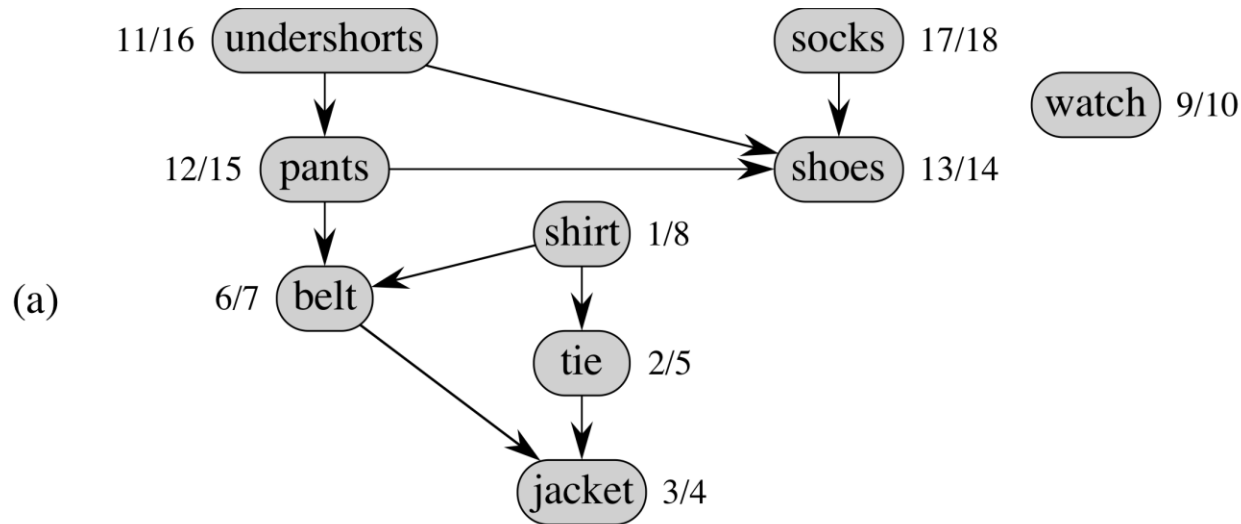 11/16 undershorts socks 17/18
watch 9/10
12/15 pants shoes 13/14
shirt 1/8
(a) 6/7 belt
tie 2/5
jacket 3/4